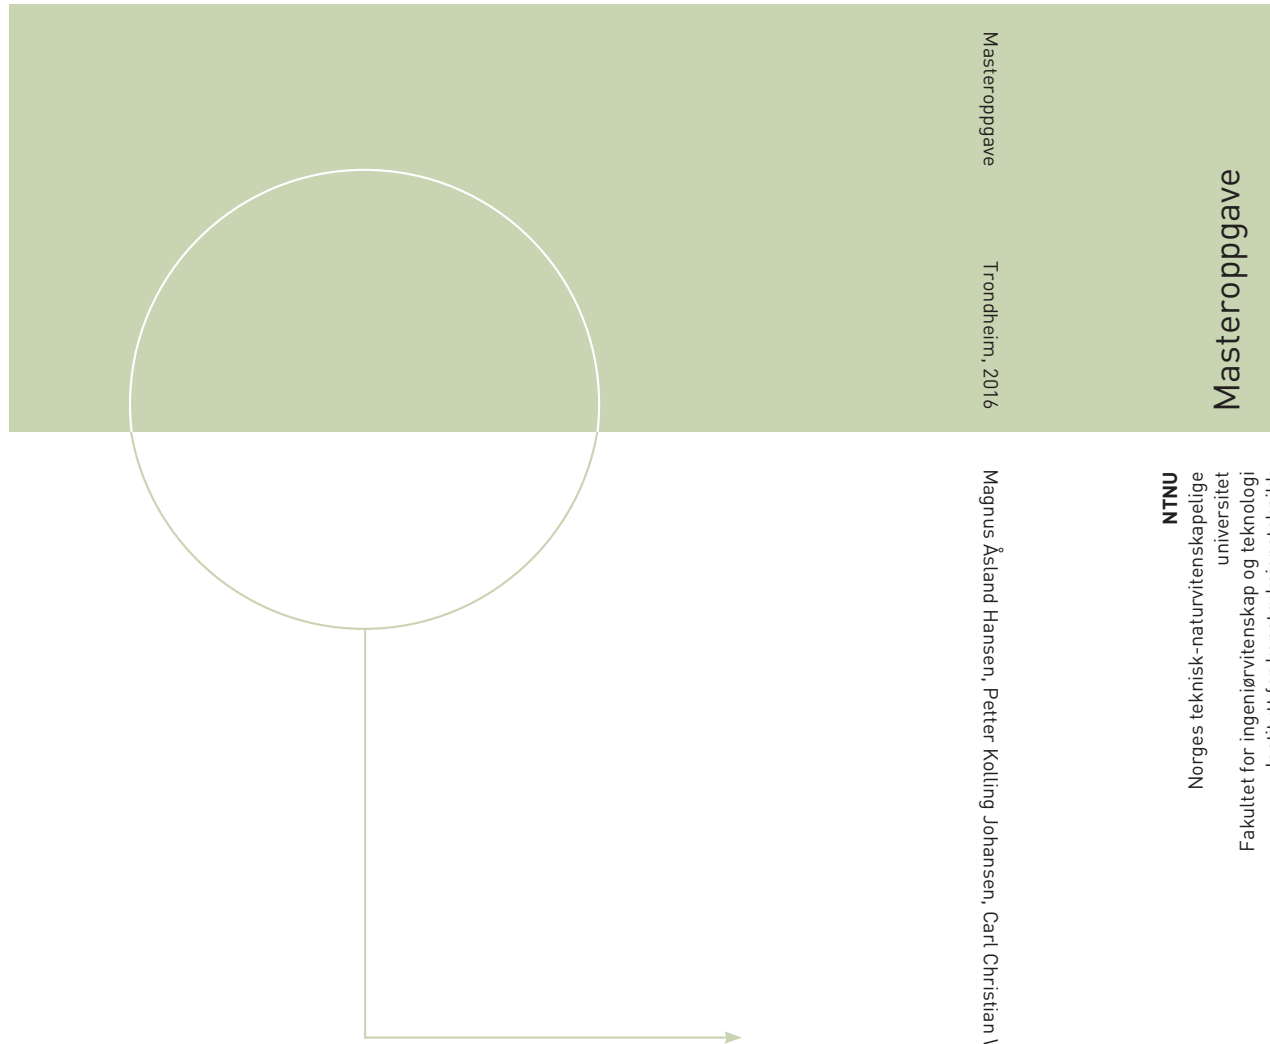 Masteroppgave
Trondheim, 2016
Magnus Åsland Hansen, Petter Kolling Johansen, Carl Christian
Masteroppgave
NTNU
Norges teknisk-naturvitenskapelige
universitet
Fakultet for ingeniørvitenskap og teknologi